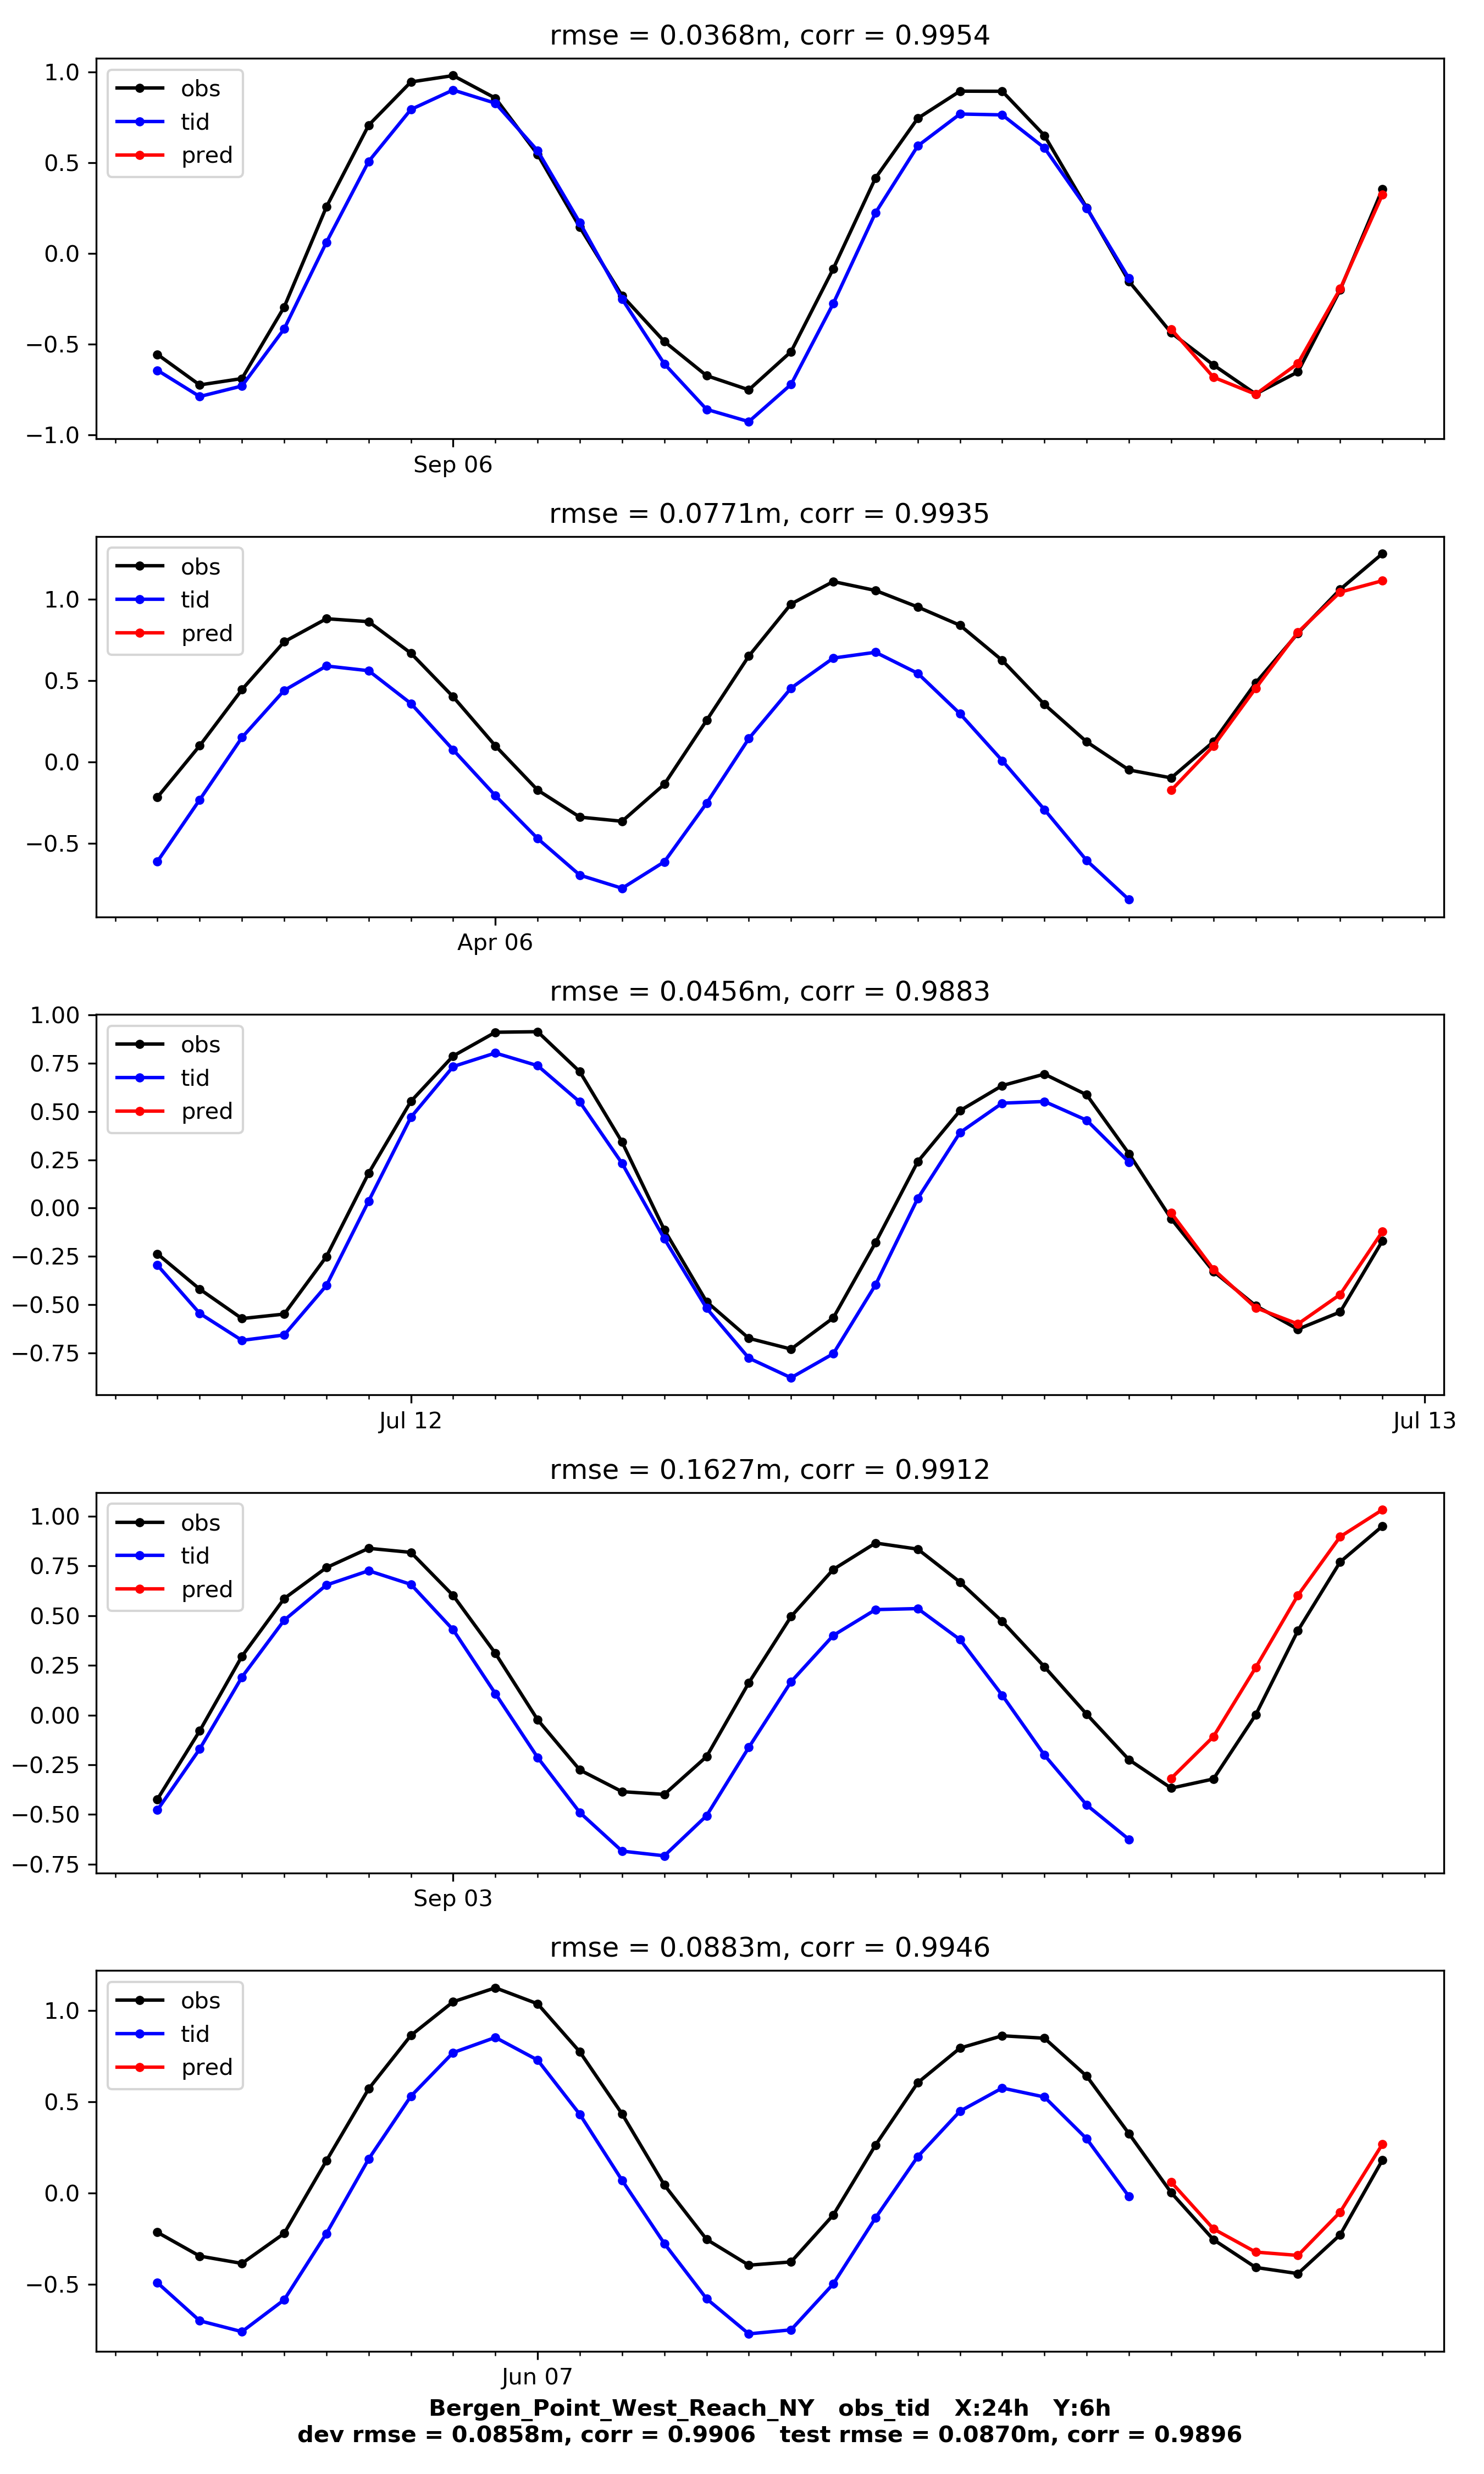 rmse = 0.0368m, corr = 0.9954
1.0
0.5
0.0
−0.5
−1.0
obs
tid
pred
Sep 06
rmse = 0.0771m, corr = 0.9935
1.0
0.5
0.0
−0.5
obs
tid
pred
Apr 06
rmse = 0.0456m, corr = 0.9883
1.00
0.75
0.50
0.25
0.00
−0.25
−0.50
−0.75
obs
tid
pred
Jul 12
Jul 13
rmse = 0.1627m, corr = 0.9912
1.00
0.75
0.50
0.25
0.00
−0.25
−0.50
−0.75
obs
tid
pred
Sep 03
rmse = 0.0883m, corr = 0.9946
1.0
0.5
0.0
−0.5
obs
tid
pred
Jun 07
Bergen_Point_West_Reach_NY obs_tid X:24h Y:6h
dev rmse = 0.0858m, corr = 0.9906 test rmse = 0.0870m, corr = 0.9896